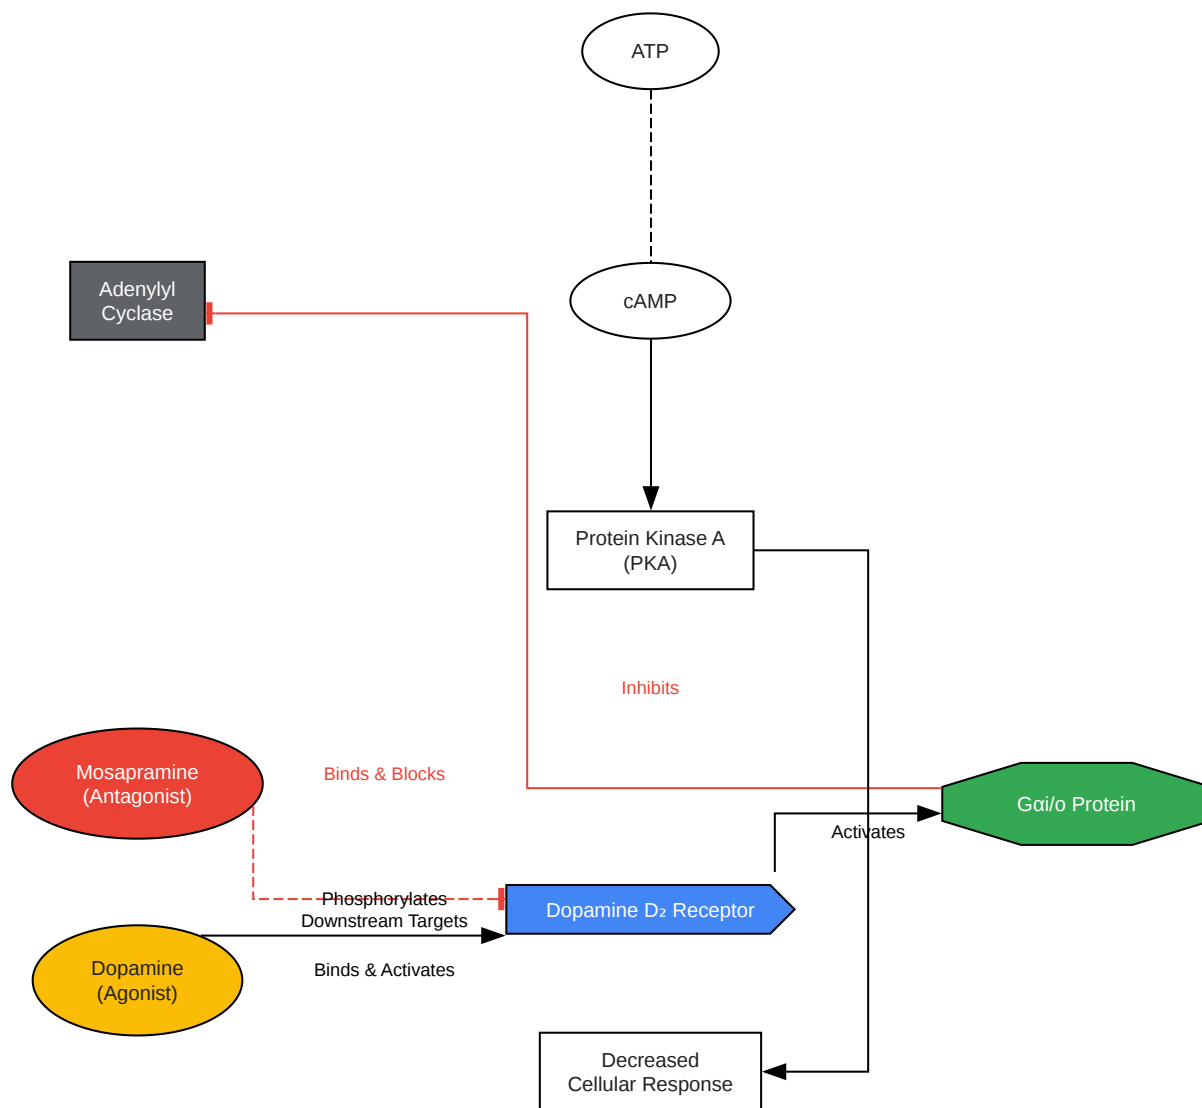 ATP
cAMP
Adenylyl
Cyclase
Protein Kinase A
(PKA)
Inhibits
Mosapramine
(Antagonist)
Binds & Blocks
Gαi/o Protein
Activates
Phosphorylates
Downstream Targets
Dopamine D₂ Receptor
Dopamine
(Agonist)
Binds & Activates
Decreased
Cellular Response